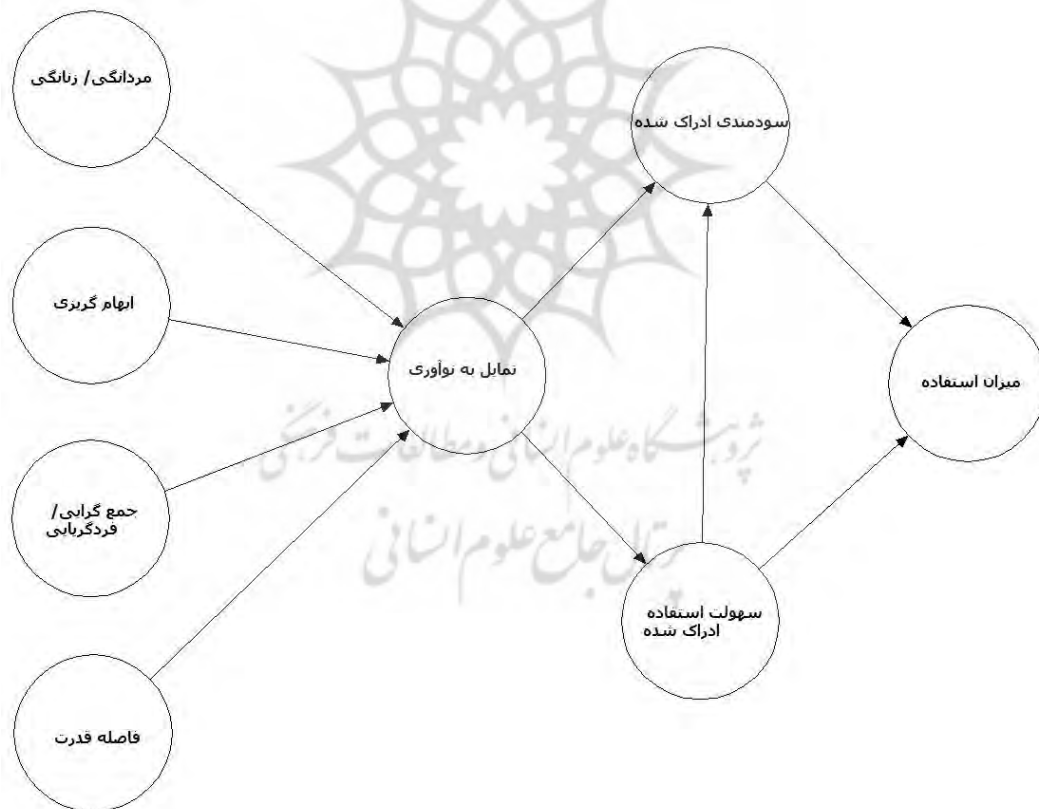 مردانگی/ زنانگی
سودمندی ادراک شده
ابهام گریزی
تمایل به نوآوری
میزان استفاده
پژوهشگاه علوم انسانی و مطالعات فرهنگی
جمع گرایی/
فردگریایی
پرتال جامع علوم انسانی
سهولت استفاده
ادراک شده
فاصله قدرت